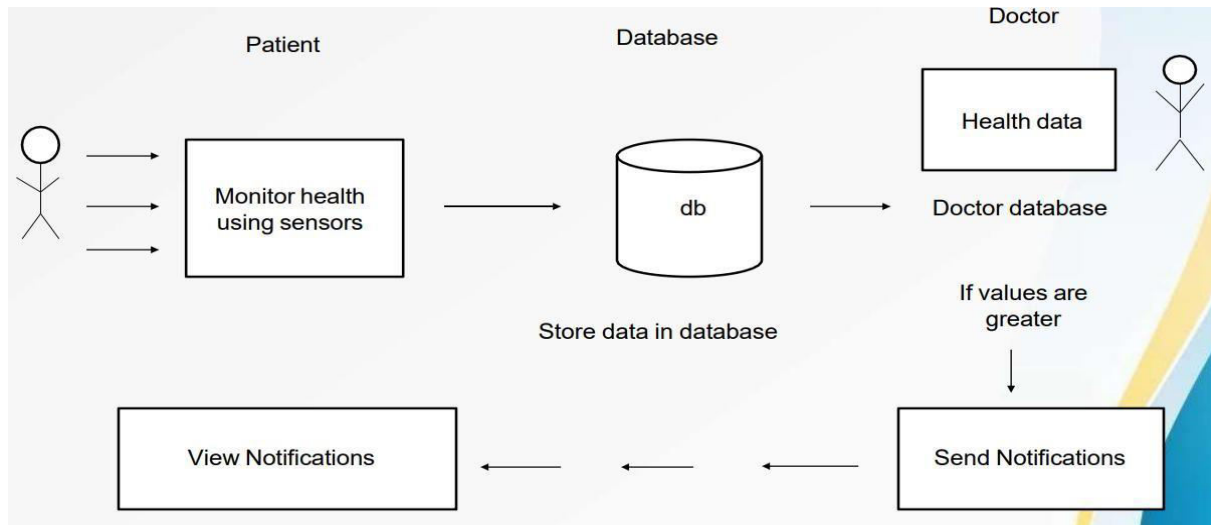 Patient
Database
Doctor
Monitor health
using sensors
db
Health data
Doctor database
Store data in database
If values are
greater
View Notifications
Send Notifications